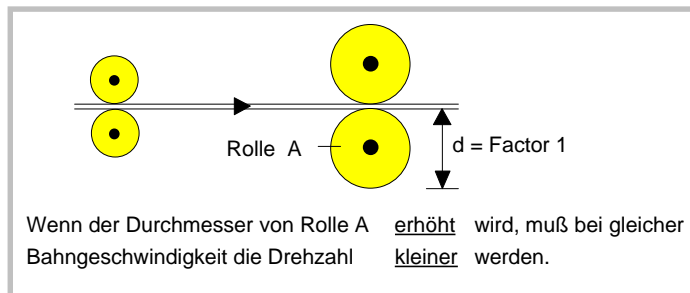 Rolle A
d = Factor 1
Wenn der Durchmesser von Rolle A erhöht wird, muß bei gleicher
Bahngeschwindigkeit die Drehzahl kleiner werden.